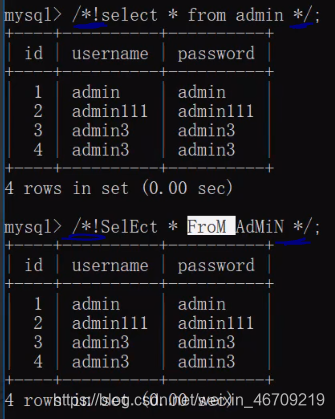 mysql> /*!select * from admin */;
+----+----------+----------+
| id | username | password |
+----+----------+----------+
| 1 | admin | admin |
| 2 | admin111 | admin111 |
| 3 | admin3 | admin3 |
| 4 | admin3 | admin3 |
+----+----------+----------+
4 rows in set (0.00 sec)
mysql> /*!SelEct * FroM AdMiN */;
+----+----------+----------+
| id | username | password |
+----+----------+----------+
| 1 | admin | admin |
| 2 | admin111 | admin111 |
| 3 | admin3 | admin3 |
| 4 | admin3 | admin3 |
+----+----------+----------+
4 rows in set (0.00 sec)
https://blog.csdn.net/weixin_46709219